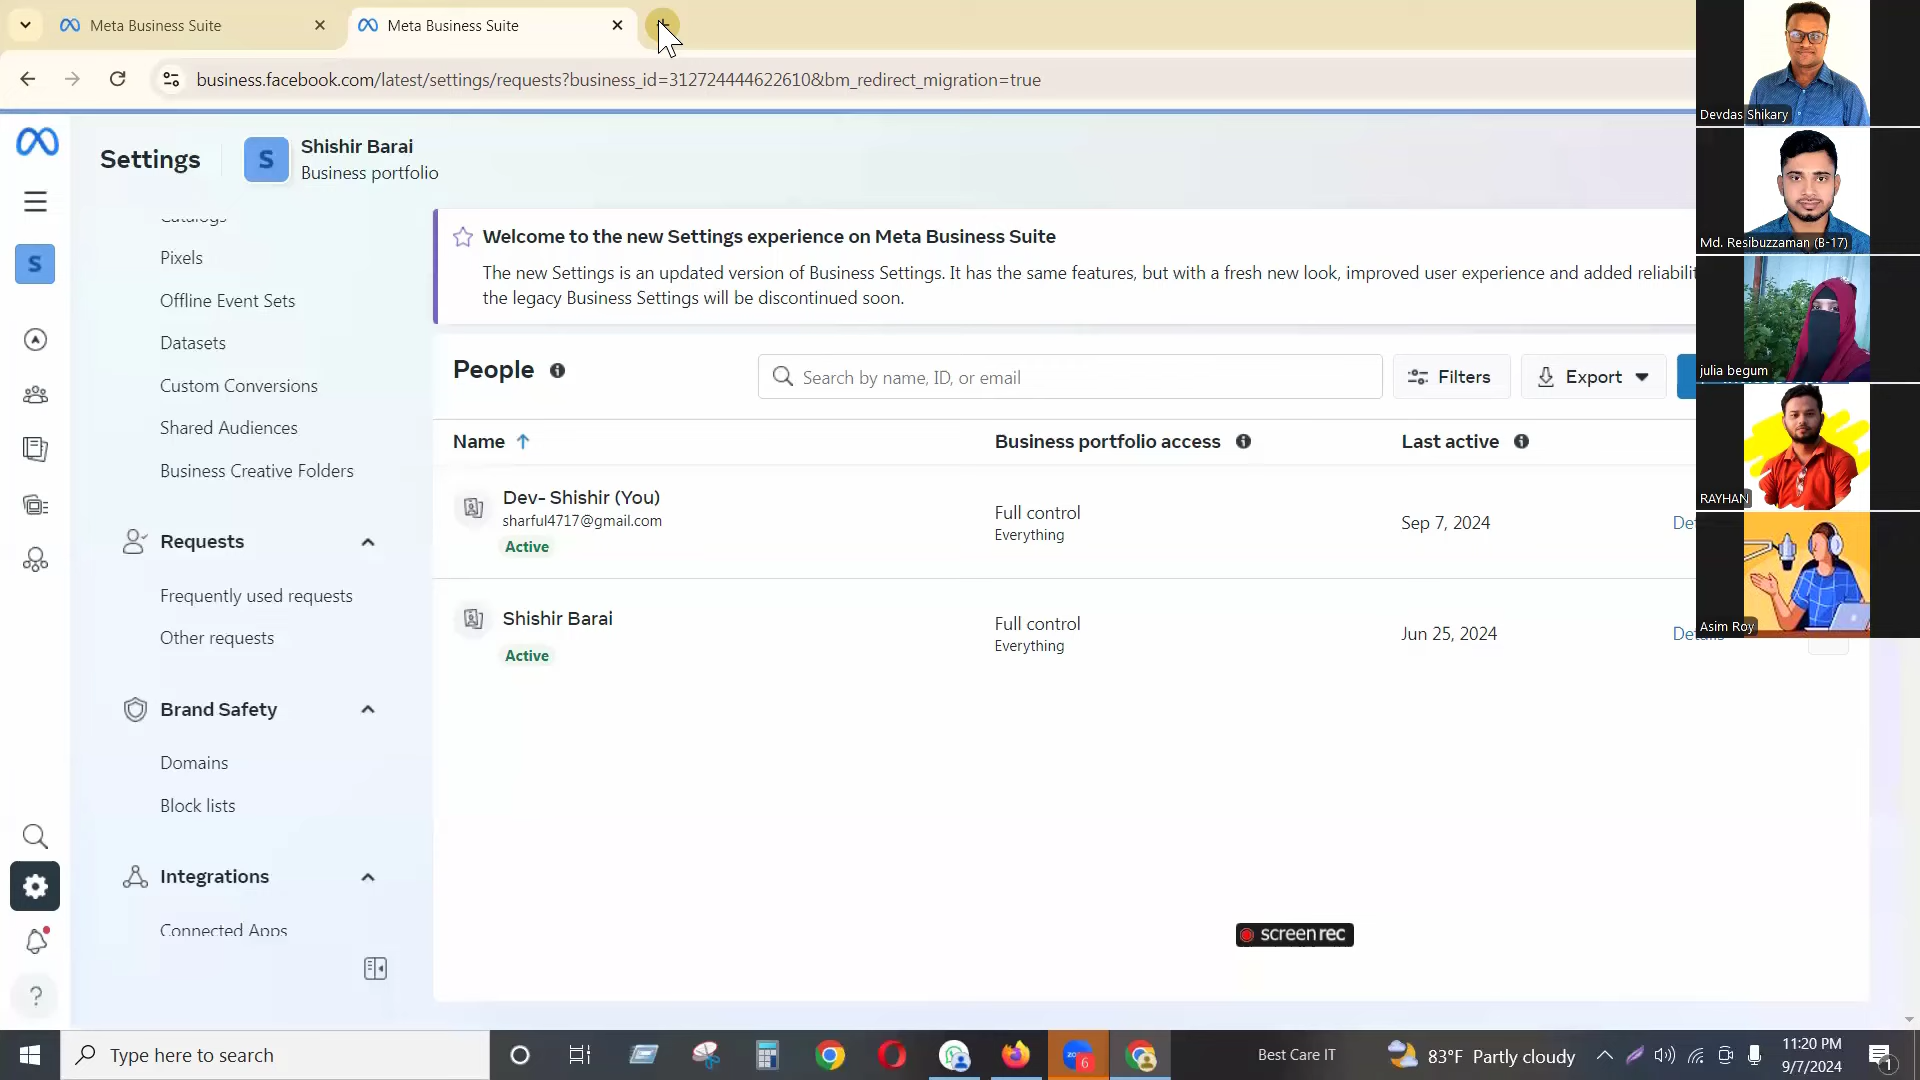 Meta Business Suite
Meta Business Suite
business.facebook.com/latest/settings/requests?business_id=312724444622610&bm_redirect_migration=true
Settings
S
Shishir Barai
Business portfolio
S
Catalogs
Pixels
Offline Event Sets
Datasets
Custom Conversions
Shared Audiences
Business Creative Folders
Requests
Frequently used requests
Other requests
Brand Safety
Domains
Block lists
Integrations
Connected Apps
Welcome to the new Settings experience on Meta Business Suite
The new Settings is an updated version of Business Settings. It has the same features, but with a fresh new look, improved user experience and added
the legacy Business Settings will be discontinued soon.
People
Search by name, ID, or email
Filters
Export
Name
Business portfolio access
Last active
Dev- Shishir (You)
sharful4717@gmail.com
Active
Full control
Everything
Sep 7, 2024
Shishir Barai
Active
Full control
Everything
Jun 25, 2024
Details
screenrec
Devdas Shikary
Md. Resibuzzaman (B-17)
julia begum
RAYHAN
Asim Roy
Type here to search
6
Best Care IT
83°F Partly cloudy
11:20 PM
9/7/2024
1